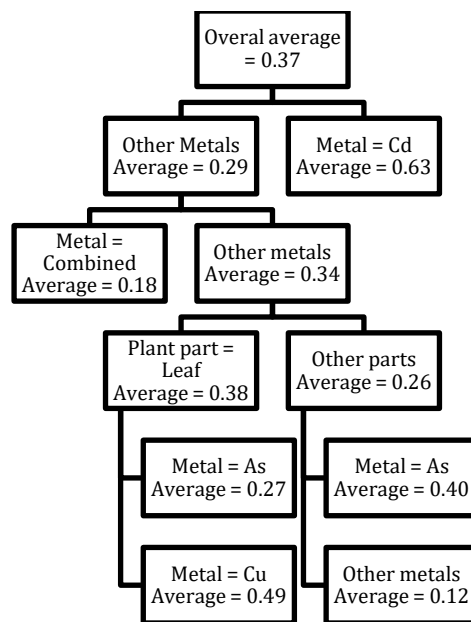 Overal average
= 0.37
Other Metals
Average = 0.29
Metal = Cd
Average = 0.63
Metal =
Combined
Average = 0.18
Other metals
Average = 0.34
Plant part =
Leaf
Average = 0.38
Other parts
Average = 0.26
Metal = As
Average = 0.27
Metal = As
Average = 0.40
Metal = Cu
Average = 0.49
Other metals
Average = 0.12